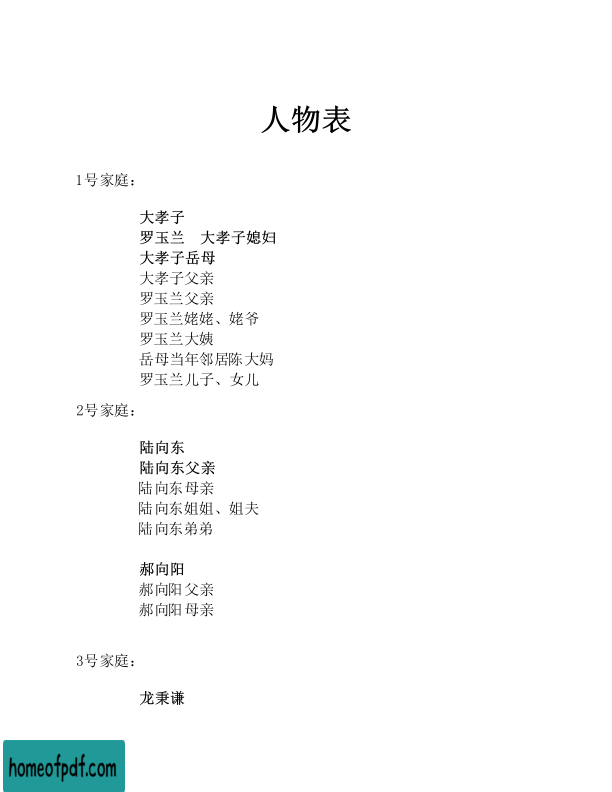 人物表
1号家庭：
大孝子
罗玉兰　大孝子媳妇
大孝子岳母
大孝子父亲
罗玉兰父亲
罗玉兰姥姥、姥爷
罗玉兰大姨
岳母当年邻居陈大妈
罗玉兰儿子、女儿
2号家庭：
陆向东
陆向东父亲
陆向东母亲
陆向东姐姐、姐夫
陆向东弟弟
郝向阳
郝向阳父亲
郝向阳母亲
3号家庭：
龙秉谦
homeofpdf.com